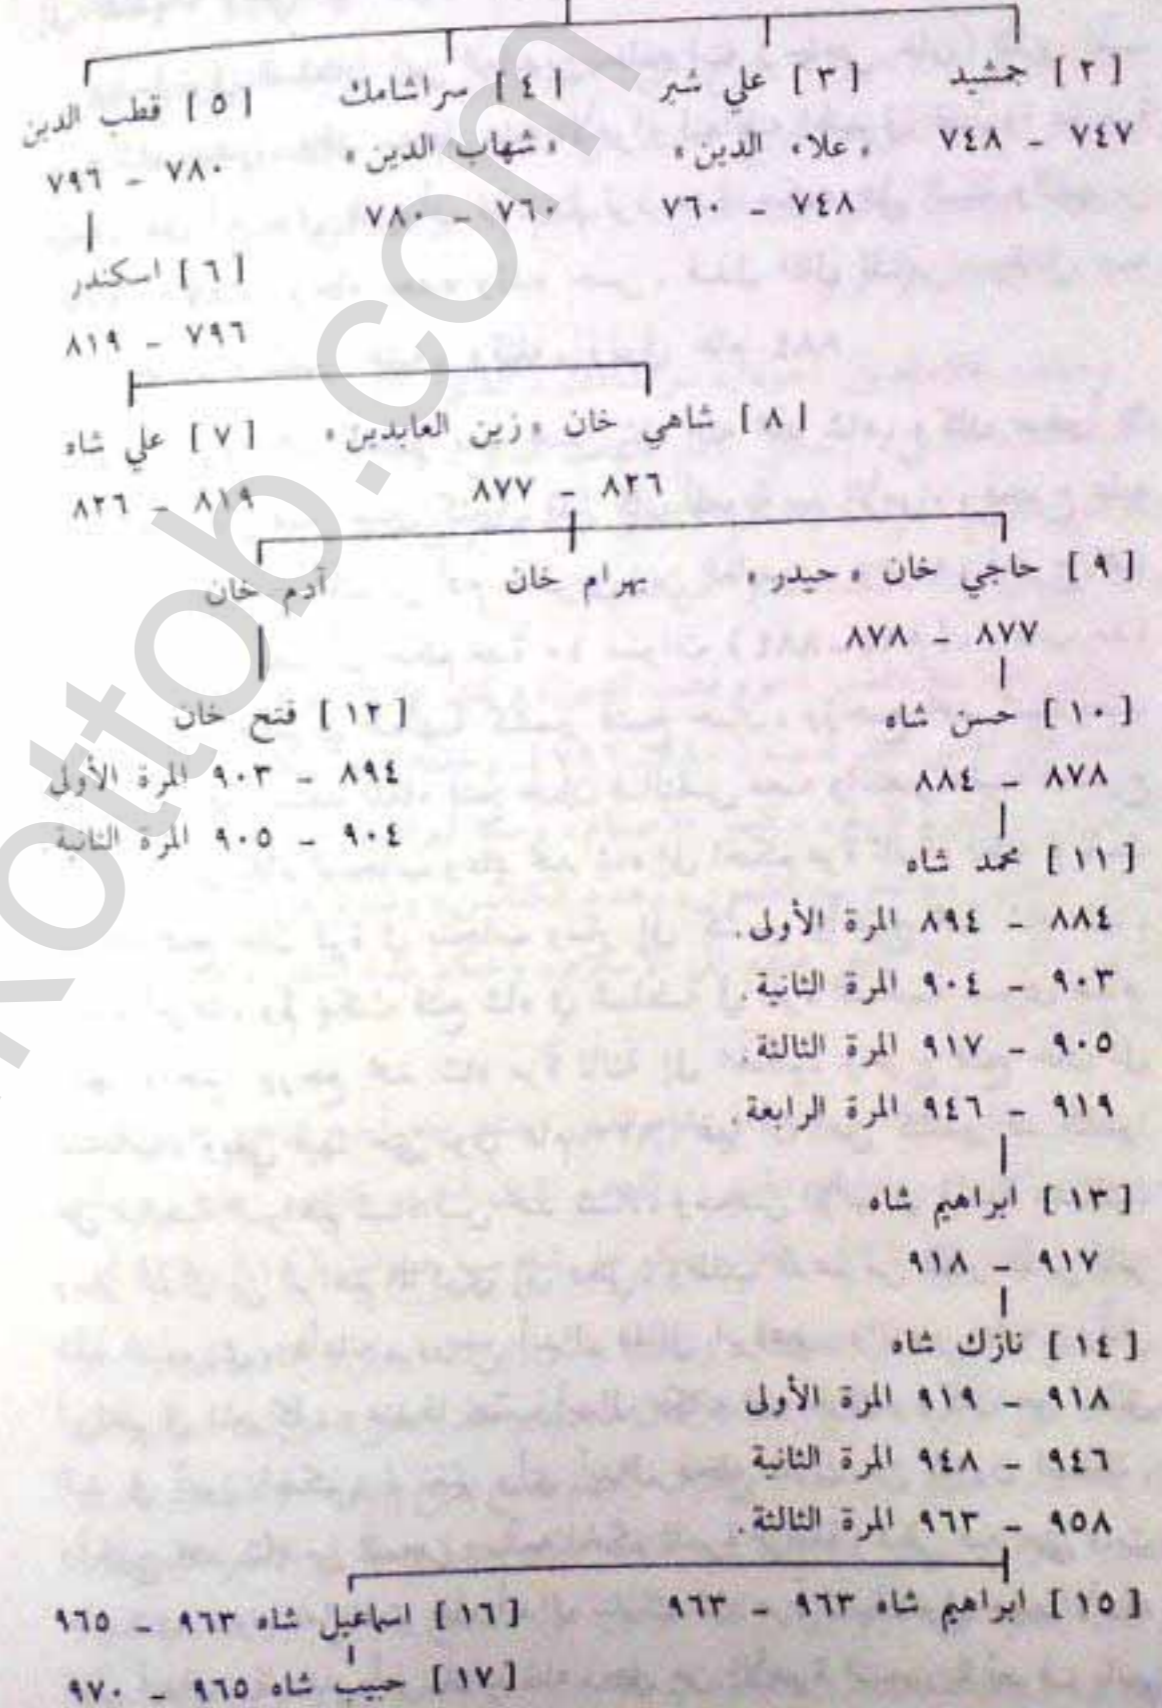 [ ٢ ] جمشيد
٧٤٧ - ٧٤٨
[ ٣ ] علي شير
« علاء الدين »
٧٤٨ - ٧٦٠
[ ٤ ] سراشامك
« شهاب الدين »
٧٦٠ - ٧٨٠
[ ٥ ] قطب الدين
٧٨٠ - ٧٩٦
[ ٦ ] اسكندر
٧٩٦ - ٨١٩
[ ٨ ] شاهي خان « زين العابدين »
٨٢٦ - ٨٧٧
[ ٧ ] علي شاه
٨١٩ - ٨٢٦
[ ٩ ] حاجي خان « حيدر »
٨٧٧ - ٨٧٨
بهرام خان
آدم خان
[ ١٠ ] حسن شاه
٨٧٨ - ٨٨٤
[ ١٢ ] فتح خان
٨٩٤ - ٩٠٣ المرة الأولى
٩٠٤ - ٩٠٥ المرة الثانية
[ ١١ ] محمد شاه
٨٨٤ - ٨٩٤ المرة الأولى.
٩٠٣ - ٩٠٤ المرة الثانية.
٩٠٥ - ٩١٧ المرة الثالثة.
٩١٩ - ٩٤٦ المرة الرابعة.
[ ١٣ ] ابراهيم شاه
٩١٧ - ٩١٨
[ ١٤ ] نازك شاه
٩١٨ - ٩١٩ المرة الأولى
٩٤٦ - ٩٤٨ المرة الثانية
٩٥٨ - ٩٦٣ المرة الثالثة.
[ ١٥ ] ابراهيم شاه ٩٦٣ - ٩٦٣
[ ١٦ ] اسماعيل شاه ٩٦٣ - ٩٦٥
[ ١٧ ] حبيب شاه ٩٦٥ - ٩٧٠
kottob.com